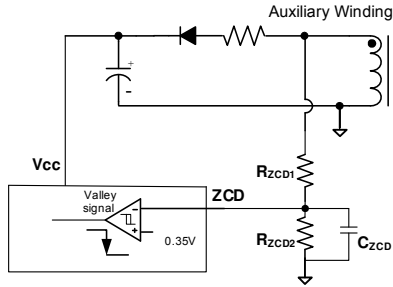 Auxiliary Winding
+
-
Vcc
Valley
signal
ZCD
-
+
0.35V
RZCD1
RZCD2
CZCD